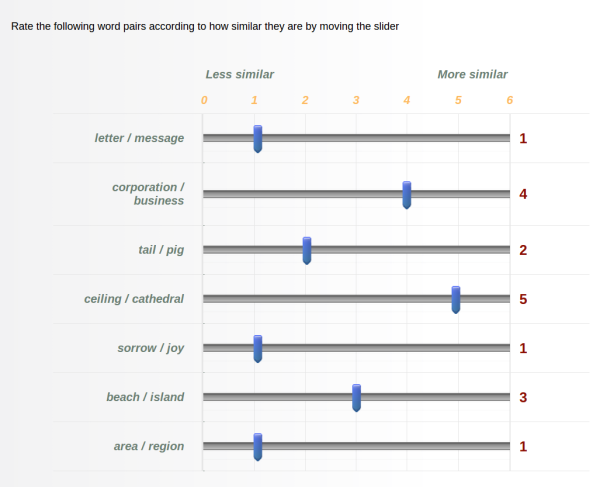 Rate the following word pairs according to how similar they are by moving the slider
Less similar More similar
0 1 2 3 4 5 6
letter / message 1
corporation /
business 4
tail / pig 2
ceiling / cathedral 5
sorrow / joy 1
beach / island 3
area / region 1